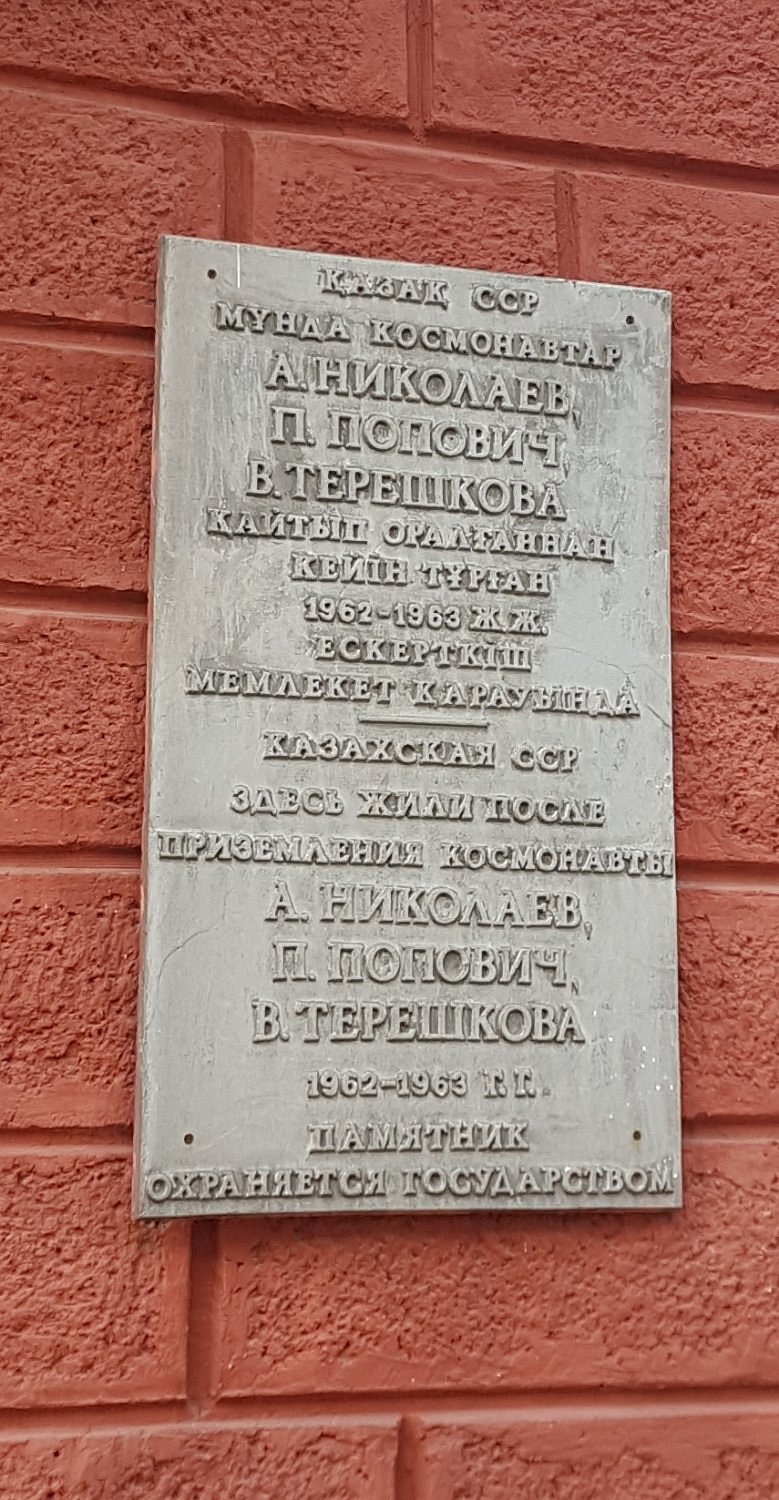 ҚАЗАҚ ССР
МҰНДА КОСМОНАВТАР
А. НИКОЛАЕВ,
П. ПОПОВИЧ,
В. ТЕРЕШКОВА
ҚАЙТЫП ОРАЛҒАННАН
КЕЙІН ТҰРҒАН
1962-1963 Ж.Ж.
ЕСКЕРТКІШ
МЕМЛЕКЕТ ҚАРАУЫНДА
КАЗАХСКАЯ ССР
ЗДЕСЬ ЖИЛИ ПОСЛЕ
ПРИЗЕМЛЕНИЯ КОСМОНАВТЫ
А. НИКОЛАЕВ,
П. ПОПОВИЧ,
В. ТЕРЕШКОВА
1962-1963 Г.Г.
ПАМЯТНИК
ОХРАНЯЕТСЯ ГОСУДАРСТВОМ